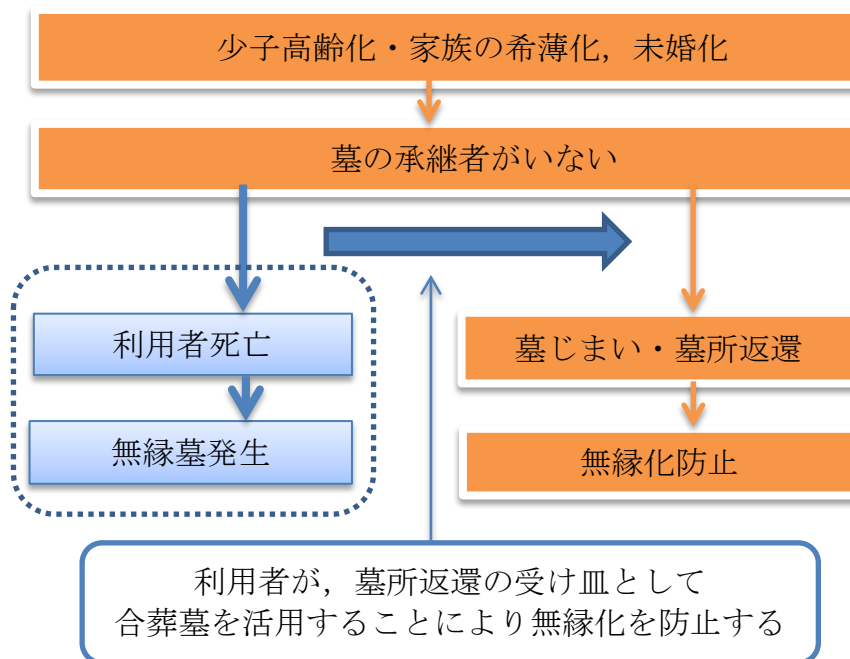 少子高齢化・家族の希薄化，未婚化
墓の承継者がいない
利用者死亡
墓じまい・墓所返還
無縁墓発生
無縁化防止
利用者が，墓所返還の受け皿として
合葬墓を活用することにより無縁化を防止する